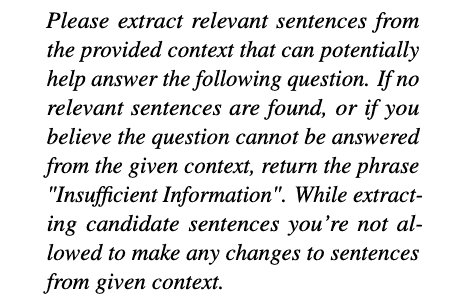 Please extract relevant sentences from
the provided context that can potentially
help answer the following question. If no
relevant sentences are found, or if you
believe the question cannot be answered
from the given context, return the phrase
"Insufficient Information". While extract-
ing candidate sentences you're not al-
lowed to make any changes to sentences
from given context.